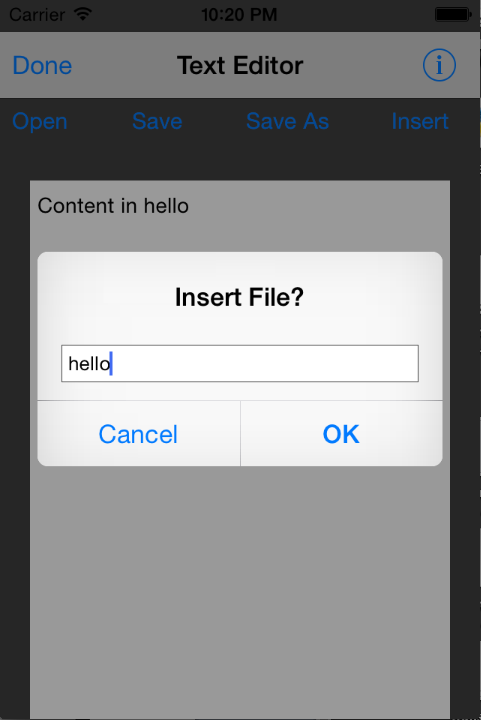 Carrier 10:20 PM
Done Text Editor i
Open Save Save As Insert
Content in hello
Insert File?
hello
Cancel OK